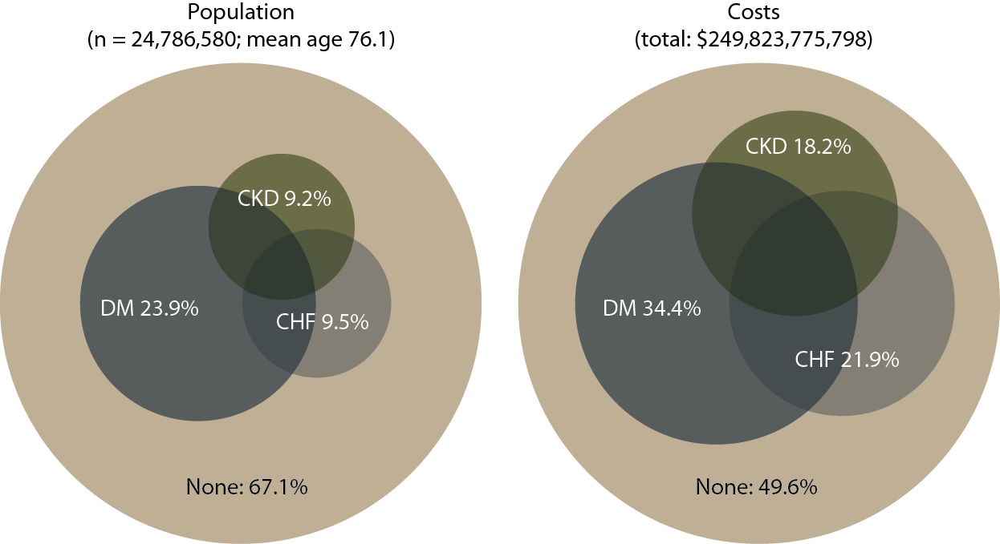 Population
(n = 24,786,580; mean age 76.1)
CKD 9.2%
DM 23.9%
CHF 9.5%
None: 67.1%
Costs
(total: $249,823,775,798)
CKD 18.2%
DM 34.4%
CHF 21.9%
None: 49.6%